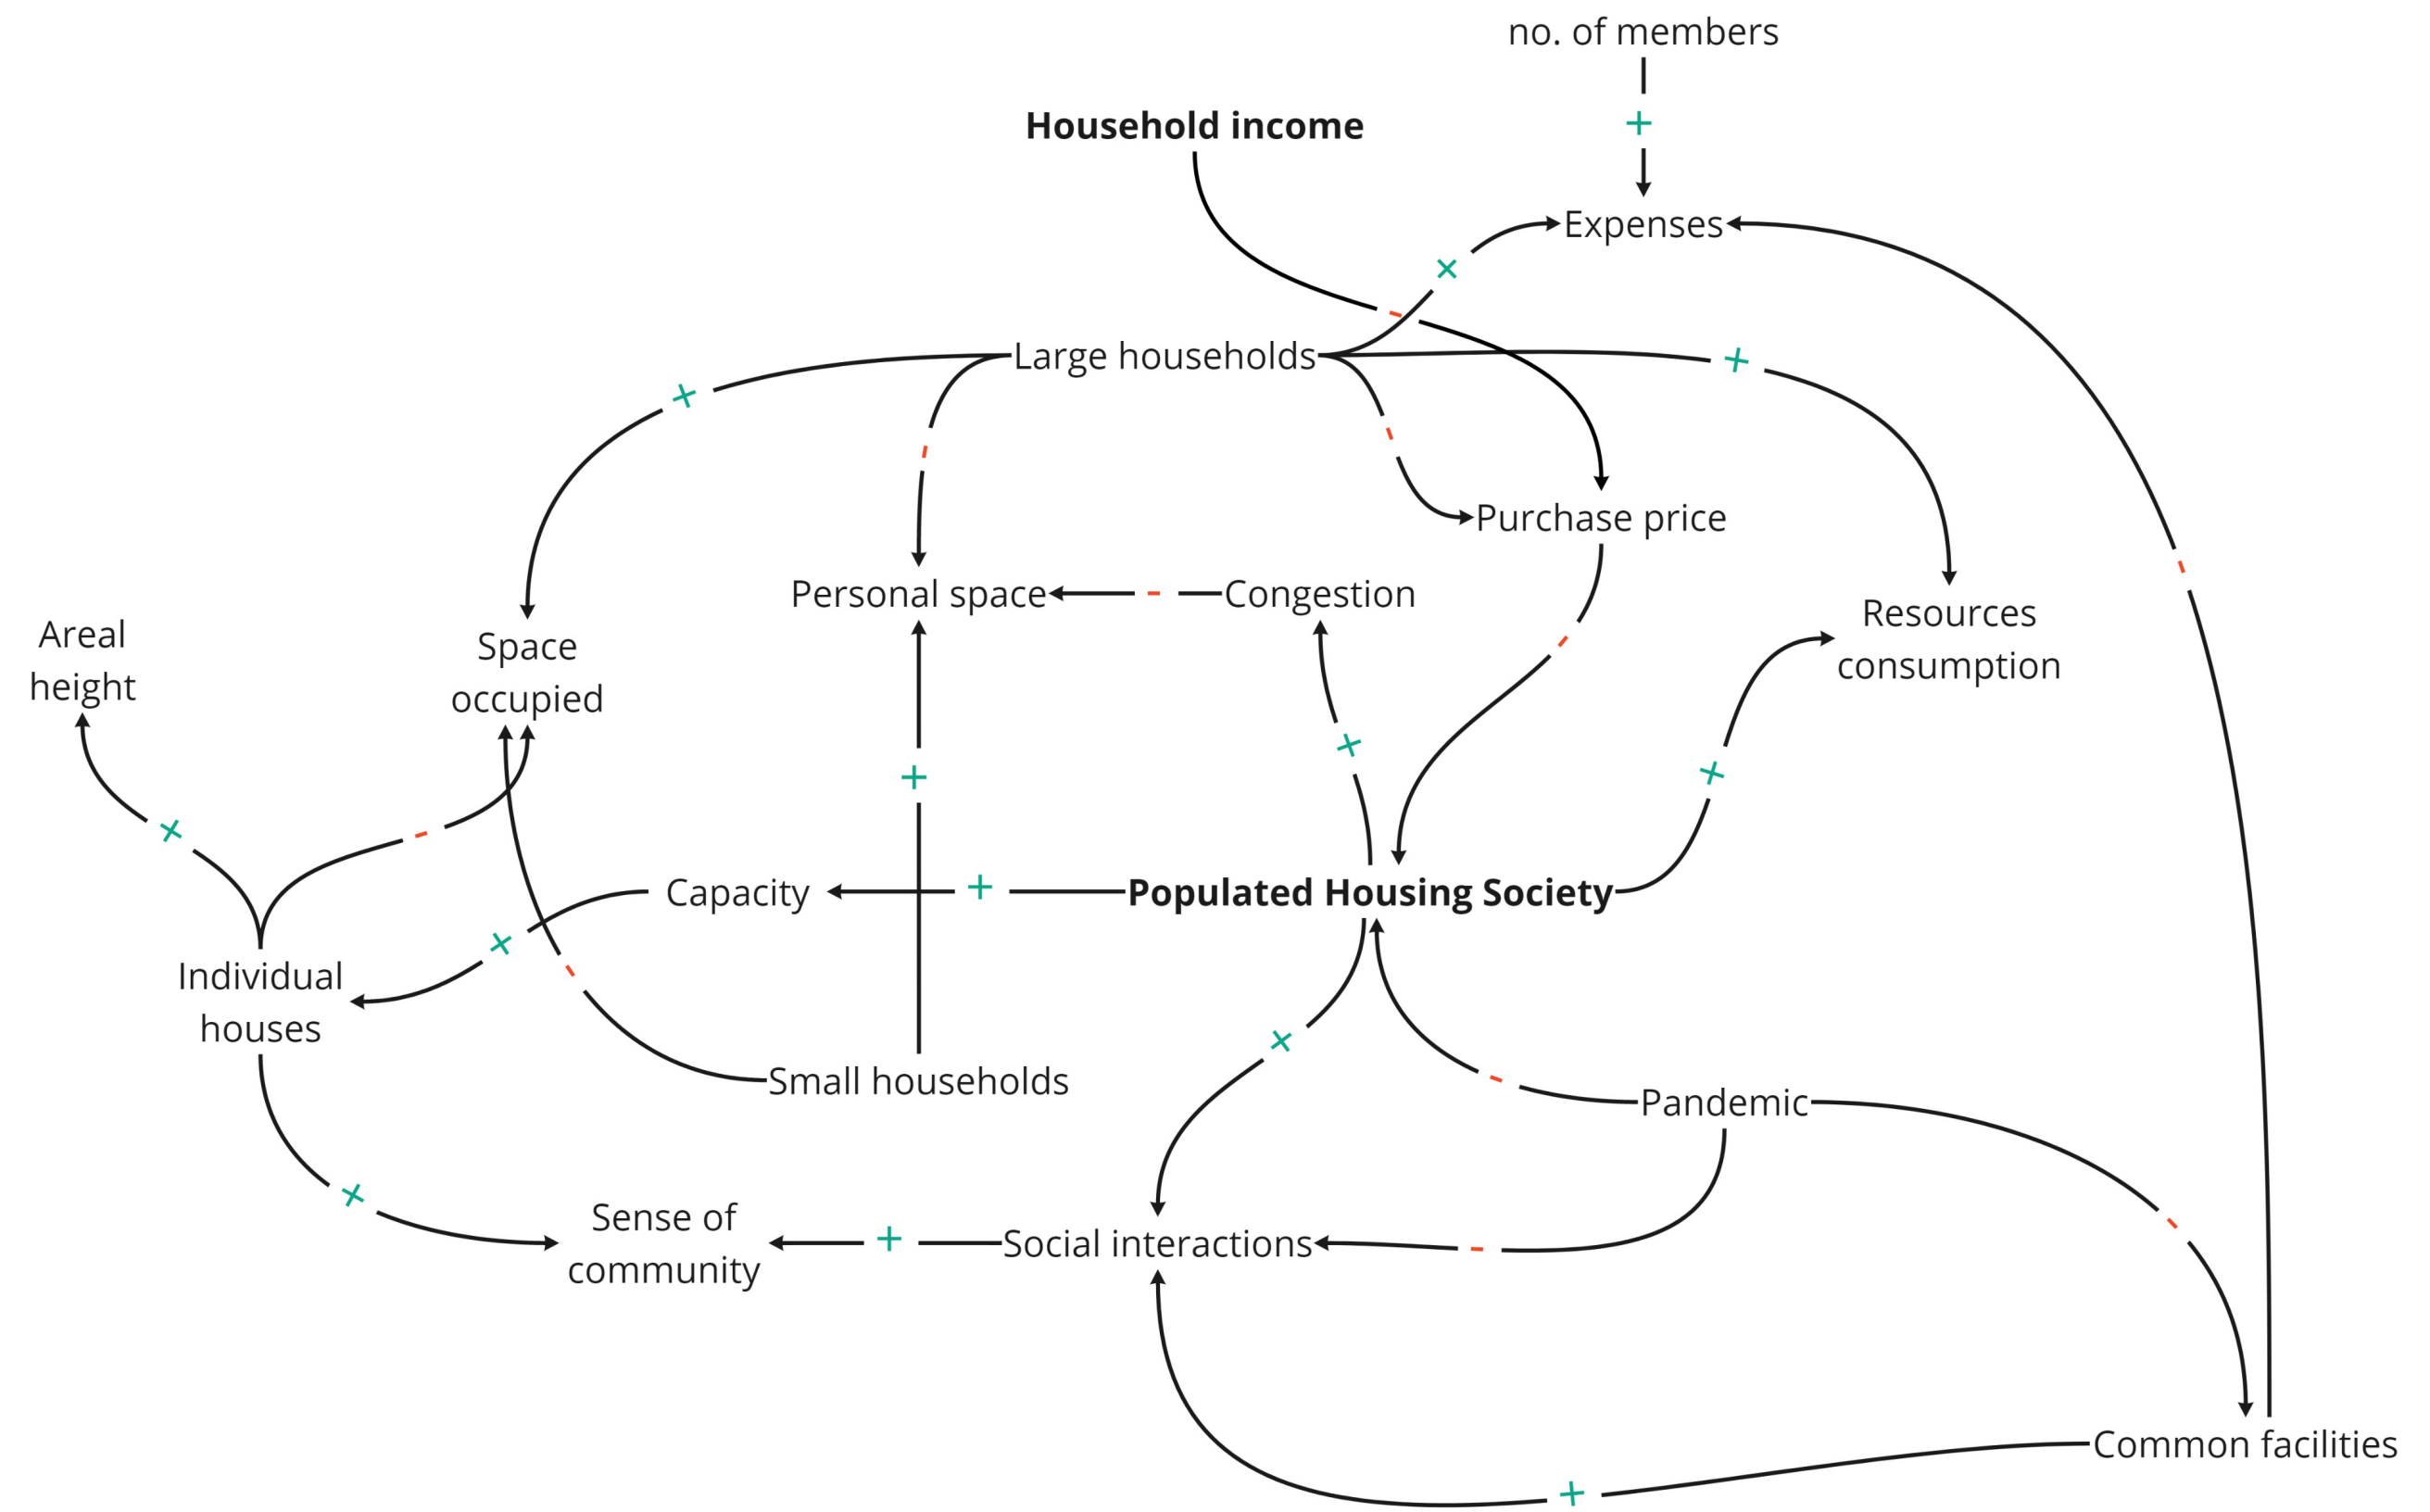 no. of members
Household income
Expenses
Large households
Purchase price
Personal space
Congestion
Resources
consumption
Areal
height
Space
occupied
Capacity
Populated Housing Society
Individual
houses
Small households
Pandemic
Sense of
community
Social interactions
Common facilities